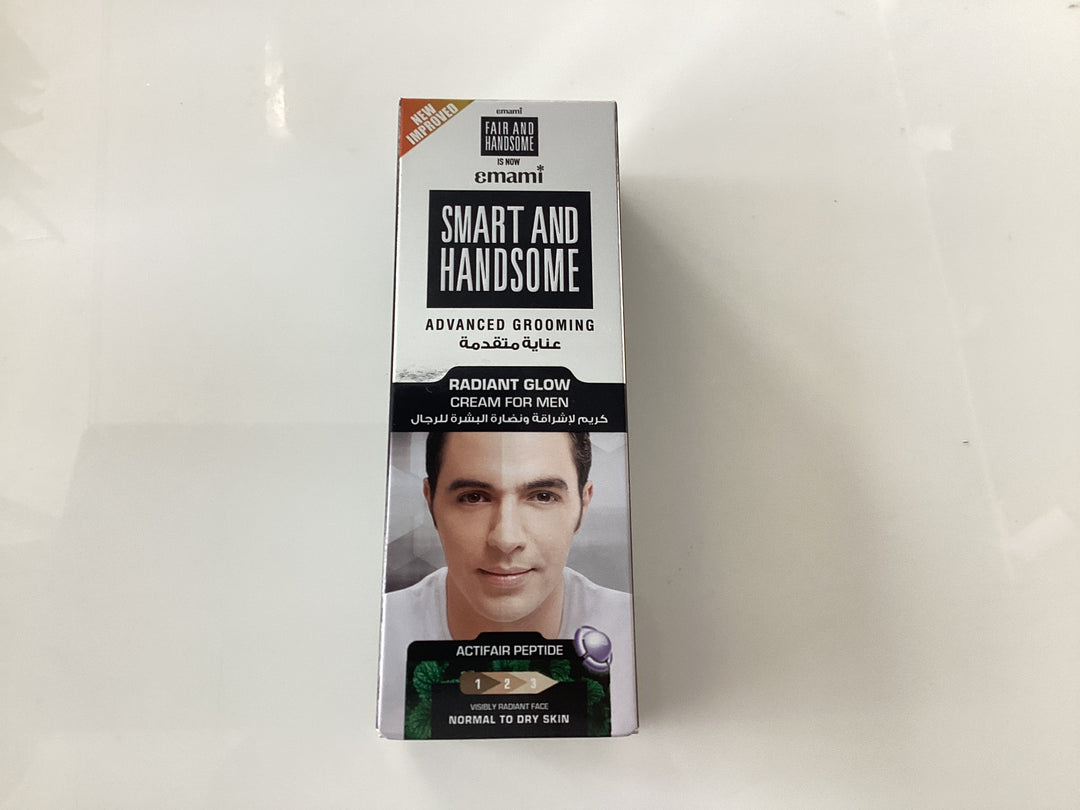 NEW
IMPROVED
emami
FAIR AND
HANDSOME
IS NOW
emami*
SMART AND
HANDSOME
ADVANCED GROOMING
عناية متقدمة
RADIANT GLOW
CREAM FOR MEN
كريم لإشراقة ونضارة البشرة للرجال
ACTIFAIR PEPTIDE
1 2 3
VISIBLY RADIANT FACE
NORMAL TO DRY SKIN